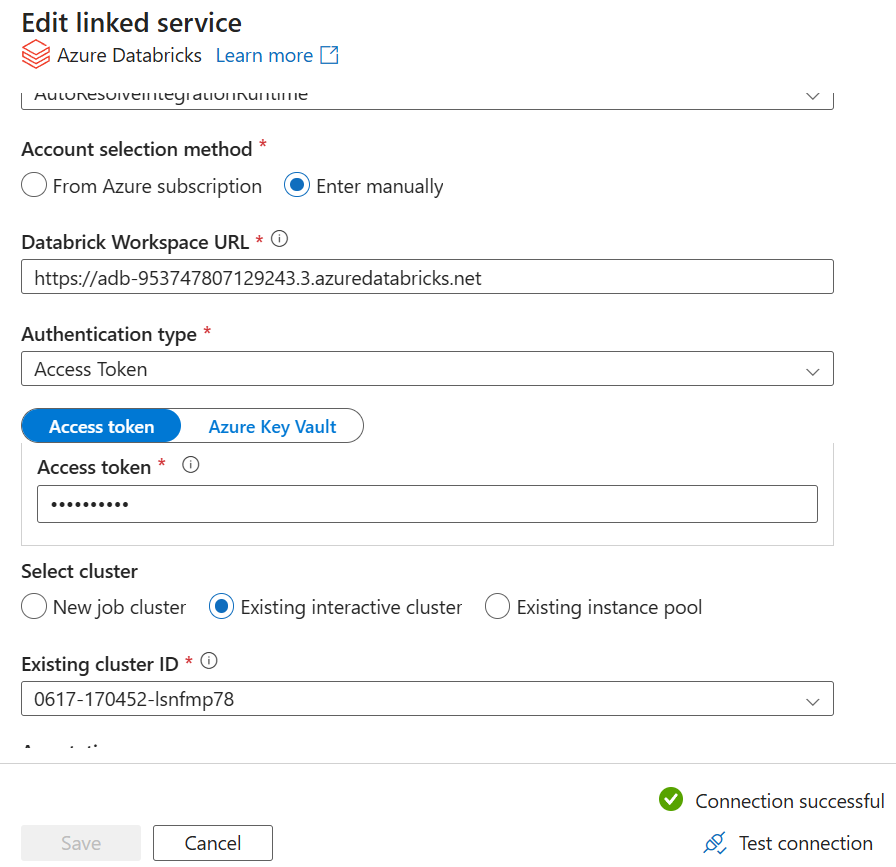 Edit linked service
Azure Databricks Learn more
AutoResolveIntegrationRuntime
Account selection method *
From Azure subscription Enter manually
Databrick Workspace URL *
https://adb-953747807129243.3.azuredatabricks.net
Authentication type *
Access Token
Access token Azure Key Vault
Access token *
••••••••••
Select cluster
New job cluster Existing interactive cluster Existing instance pool
Existing cluster ID *
0617-170452-lsnfmp78
Connection successful
Save Cancel Test connection